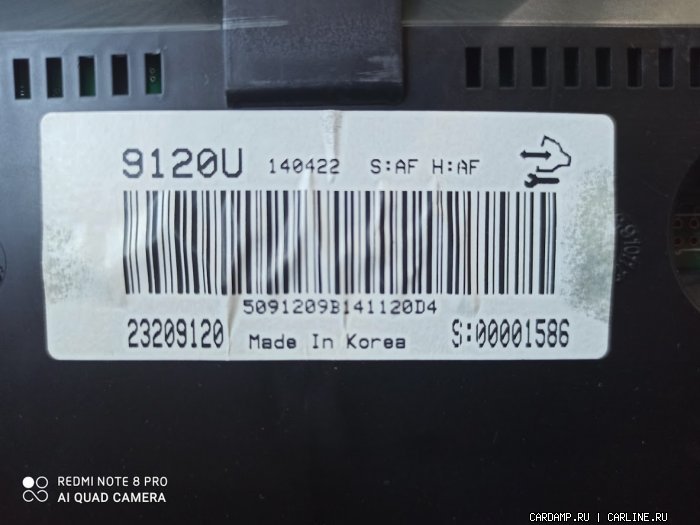 9120U 140422 S:AF H:AF
5091209B141120D4
23209120 Made In Korea S:00001586
REDMI NOTE 8 PRO
AI QUAD CAMERA
CARDAMP.RU | CARLINE.RU